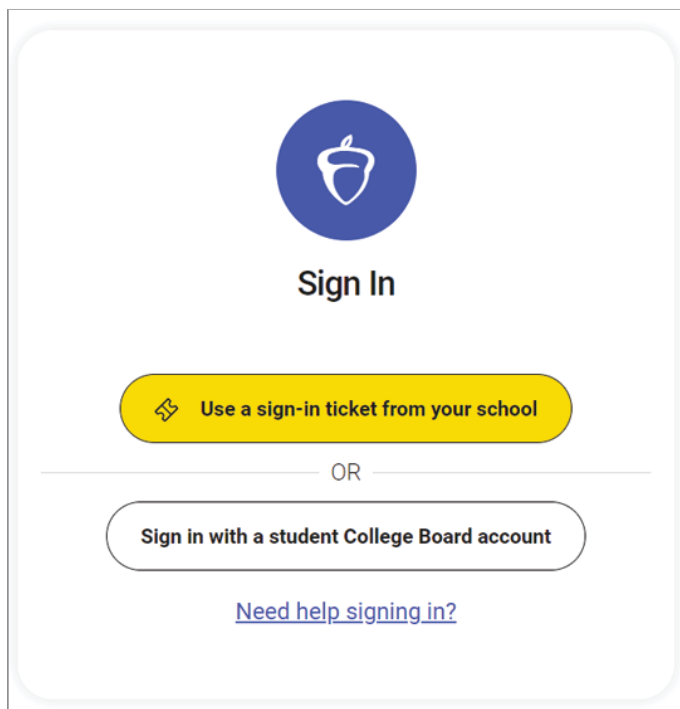 Sign In
Use a sign-in ticket from your school
OR
Sign in with a student College Board account
Need help signing in?